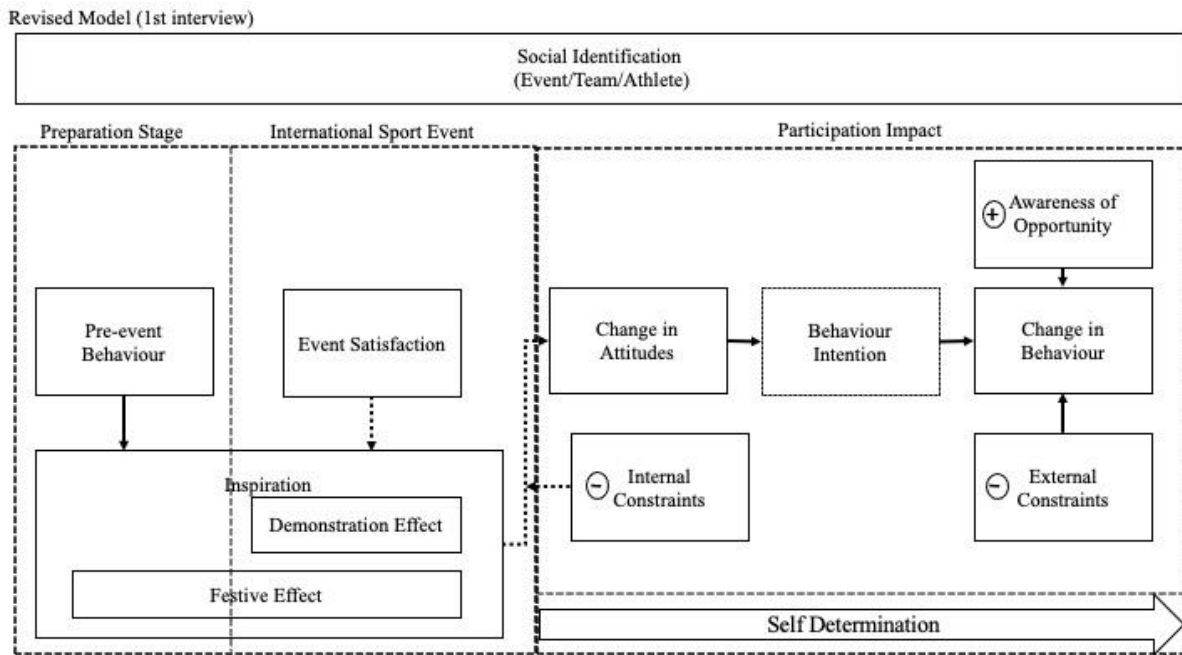 Revised Model (1st interview)
Social Identification
(Event/Team/Athlete)
Preparation Stage
International Sport Event
Participation Impact
+
Awareness of
Opportunity
Pre-event
Behaviour
Event Satisfaction
Change in
Attitudes
Behaviour
Intention
Change in
Behaviour
Inspiration
Demonstration Effect
Festive Effect
−
Internal
Constraints
−
External
Constraints
Self Determination